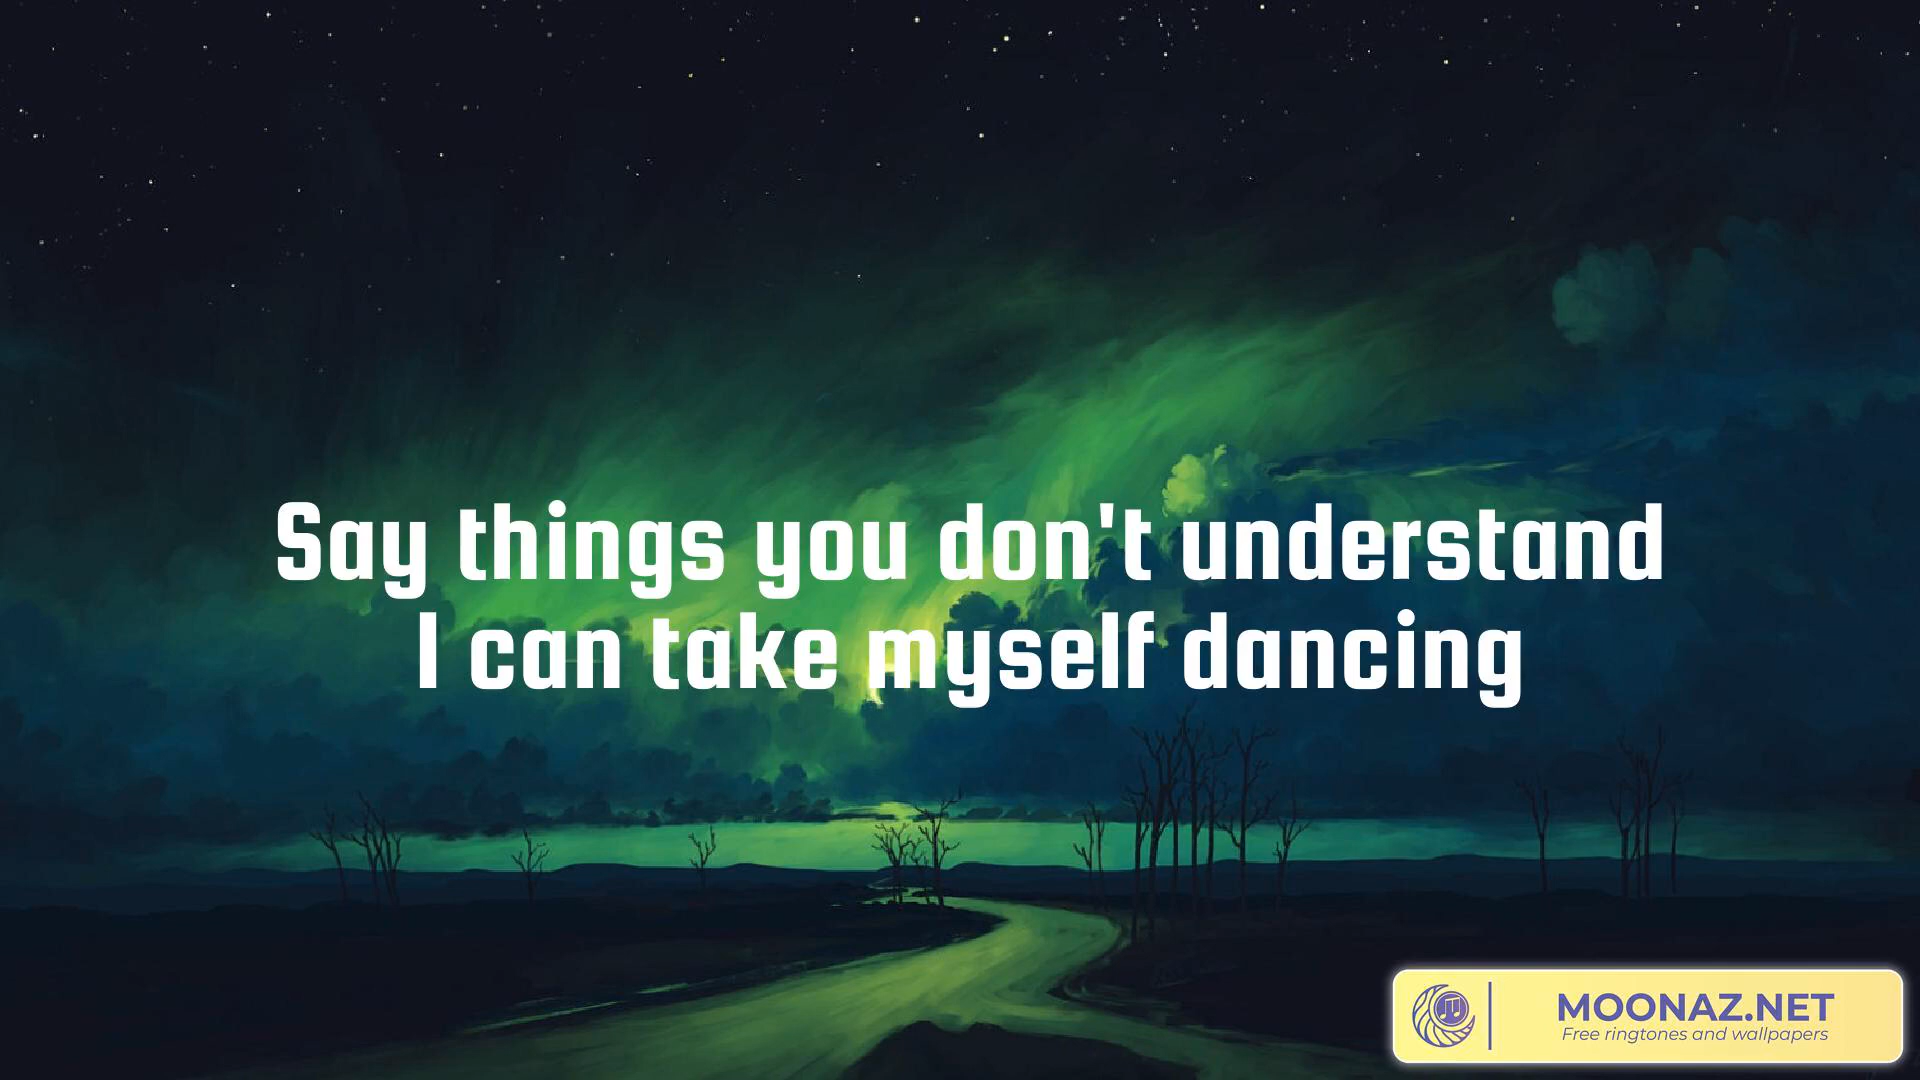 Say things you don't understand
I can take myself dancing
MOONAZ.NET
Free ringtones and wallpapers